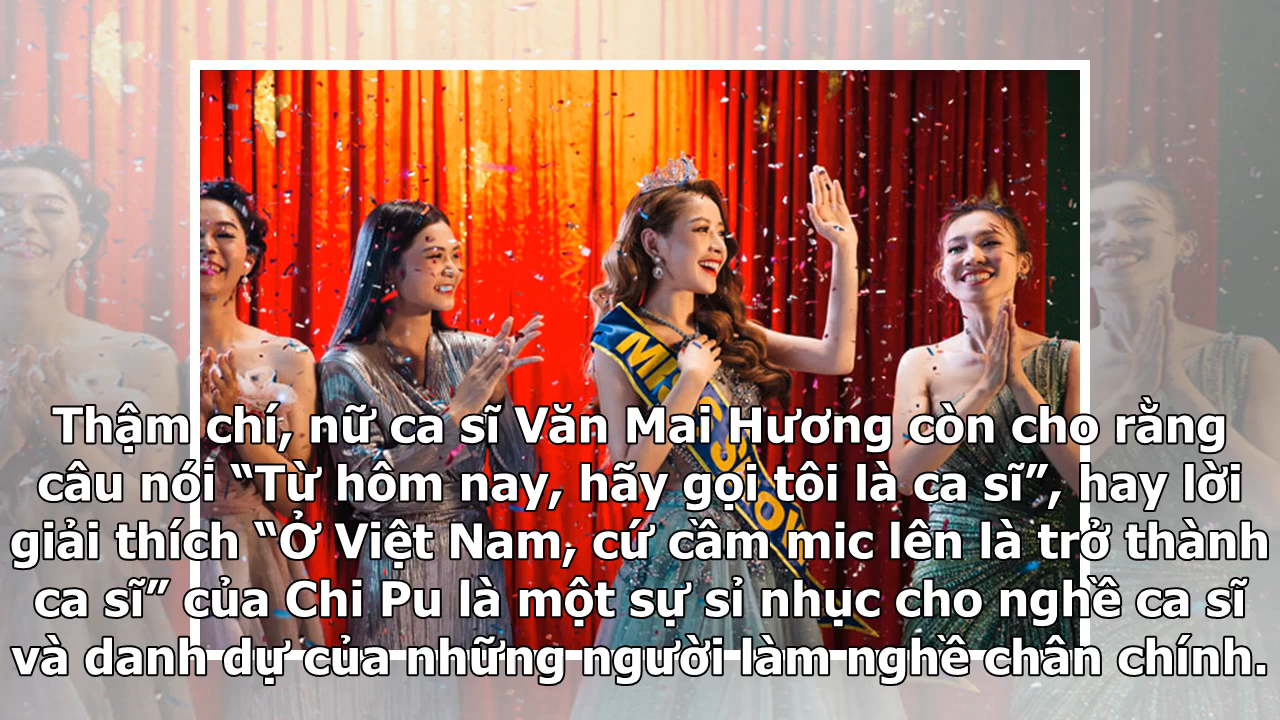 MISS SHOW
Thậm chí, nữ ca sĩ Văn Mai Hương còn cho rằng
câu nói “Từ hôm nay, hãy gọi tôi là ca sĩ”, hay lời
giải thích “Ở Việt Nam, cứ cầm mic lên là trở thành
ca sĩ” của Chi Pu là một sự sỉ nhục cho nghề ca sĩ
và danh dự của những người làm nghề chân chính.